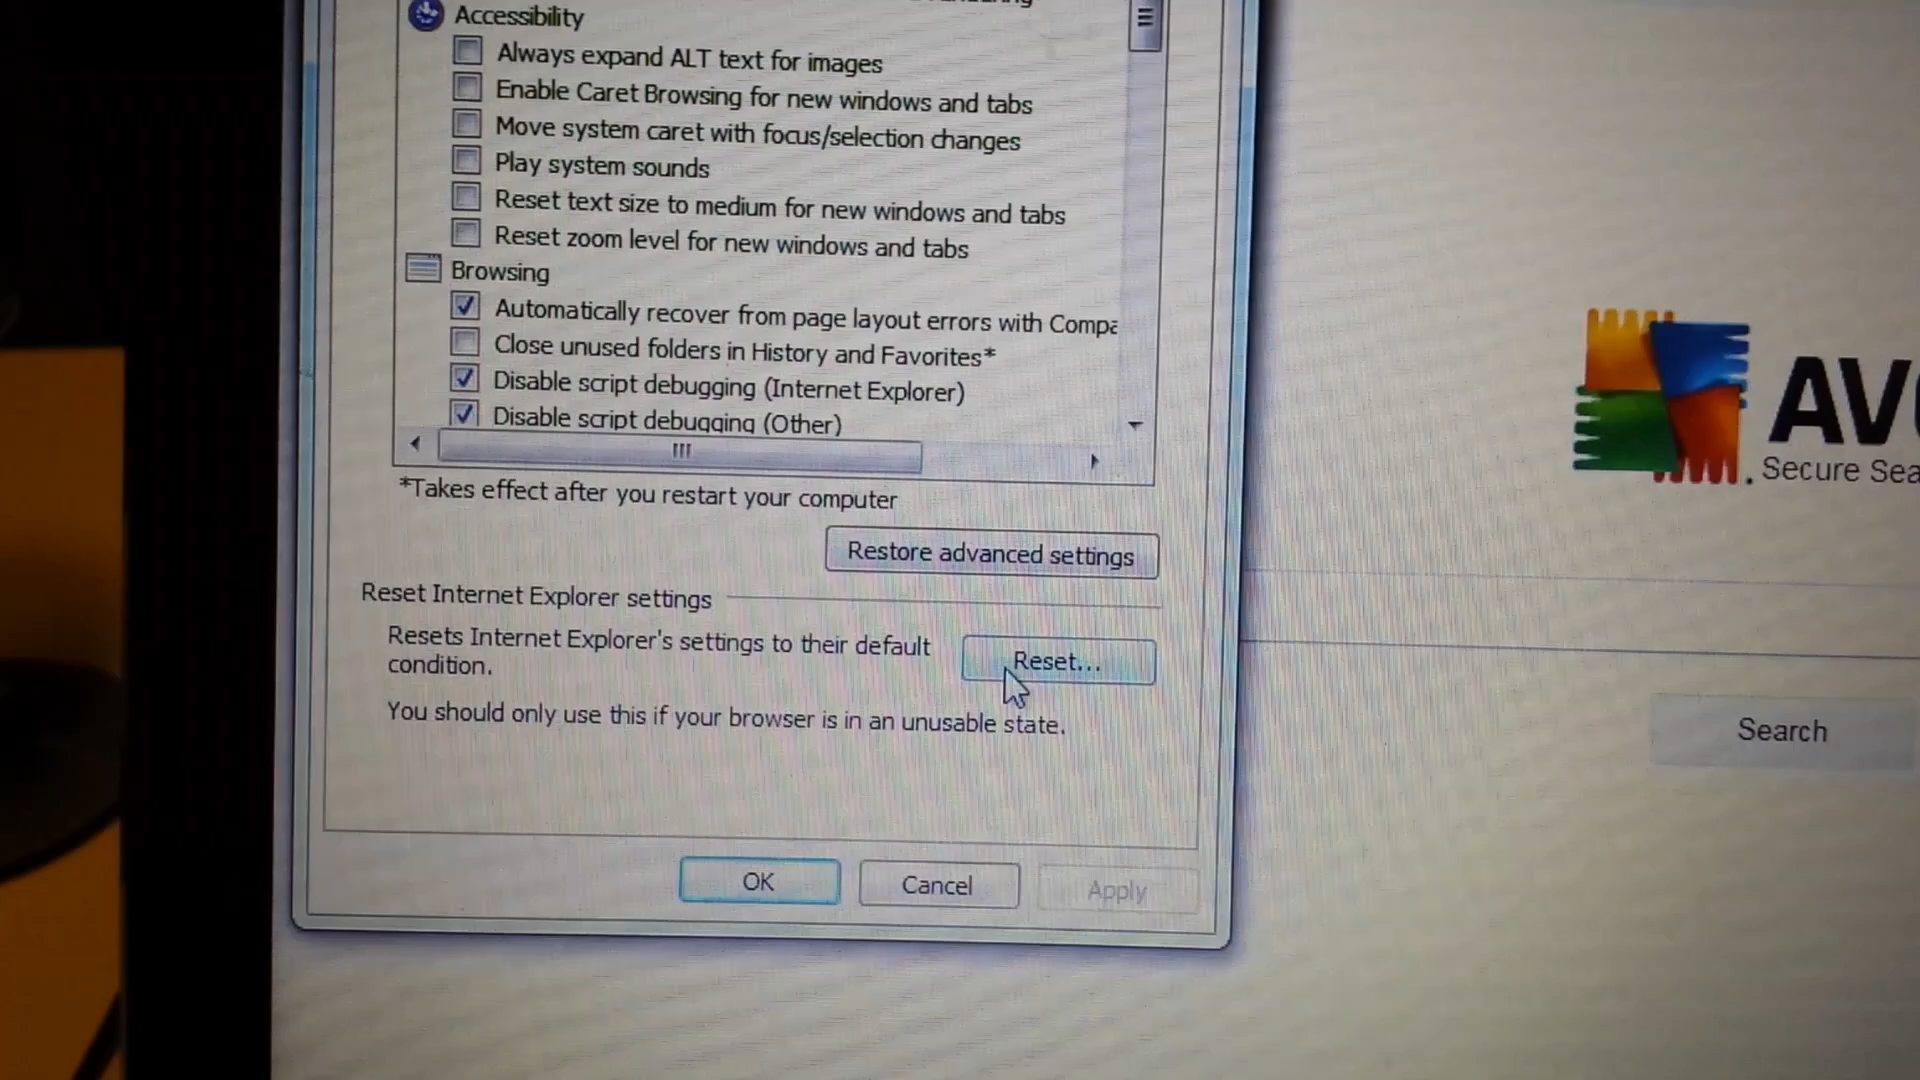 Accessibility
Always expand ALT text for images
Enable Caret Browsing for new windows and tabs
Move system caret with focus/selection changes
Play system sounds
Reset text size to medium for new windows and tabs
Reset zoom level for new windows and tabs
Browsing
Automatically recover from page layout errors with Compa
Close unused folders in History and Favorites*
Disable script debugging (Internet Explorer)
Disable script debugging (Other)
*Takes effect after you restart your computer
Restore advanced settings
Reset Internet Explorer settings
Resets Internet Explorer's settings to their default
condition.
Reset...
You should only use this if your browser is in an unusable state.
OK
Cancel
Apply
AV
Secure Sea
Search